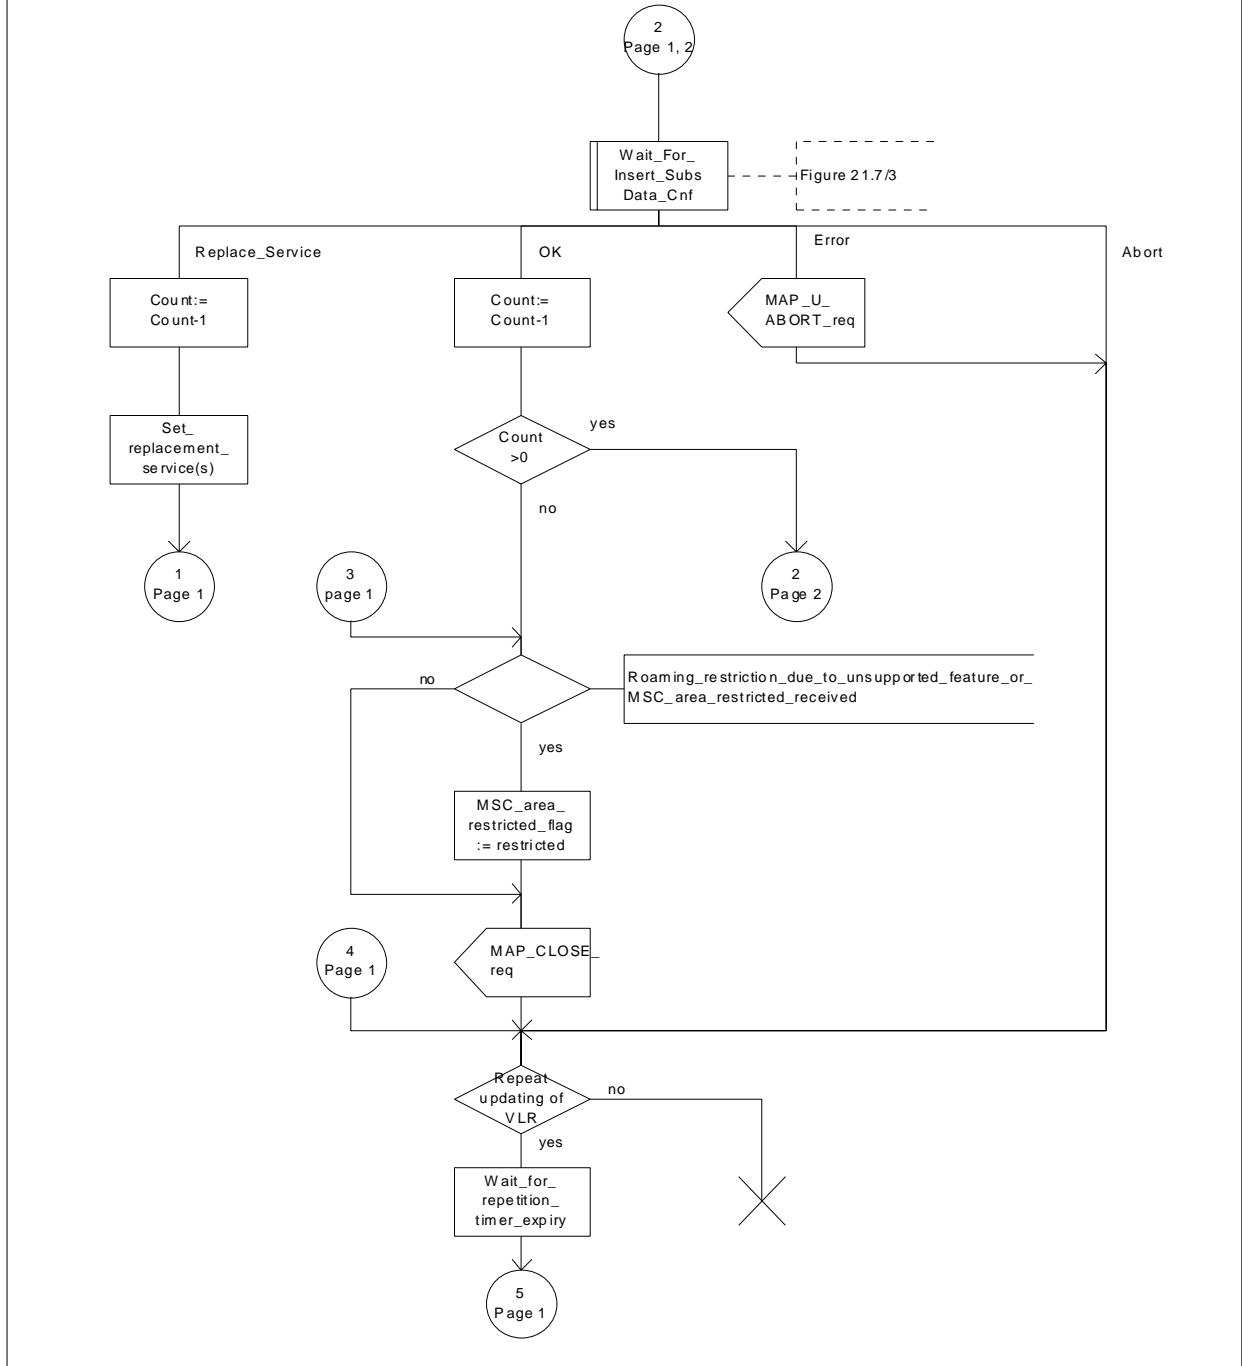 2
Page 1, 2
Wait_For_
Insert_Subs
Data_Cnf
Figure 21.7/3
Replace_Service
OK
Error
Abort
Count:=
Count-1
Count:=
Count-1
MAP_U_
ABORT_req
Set_
replacement_
service(s)
Count
>0
yes
no
1
Page 1
3
page 1
2
Page 2
no
Roaming_restriction_due_to_unsupported_feature_or_
MSC_area_restricted_received
yes
MSC_area_
restricted_flag
:= restricted
4
Page 1
MAP_CLOSE_
req
Repeat
updating of
VLR
no
yes
Wait_for_
repetition_
timer_expiry
5
Page 1